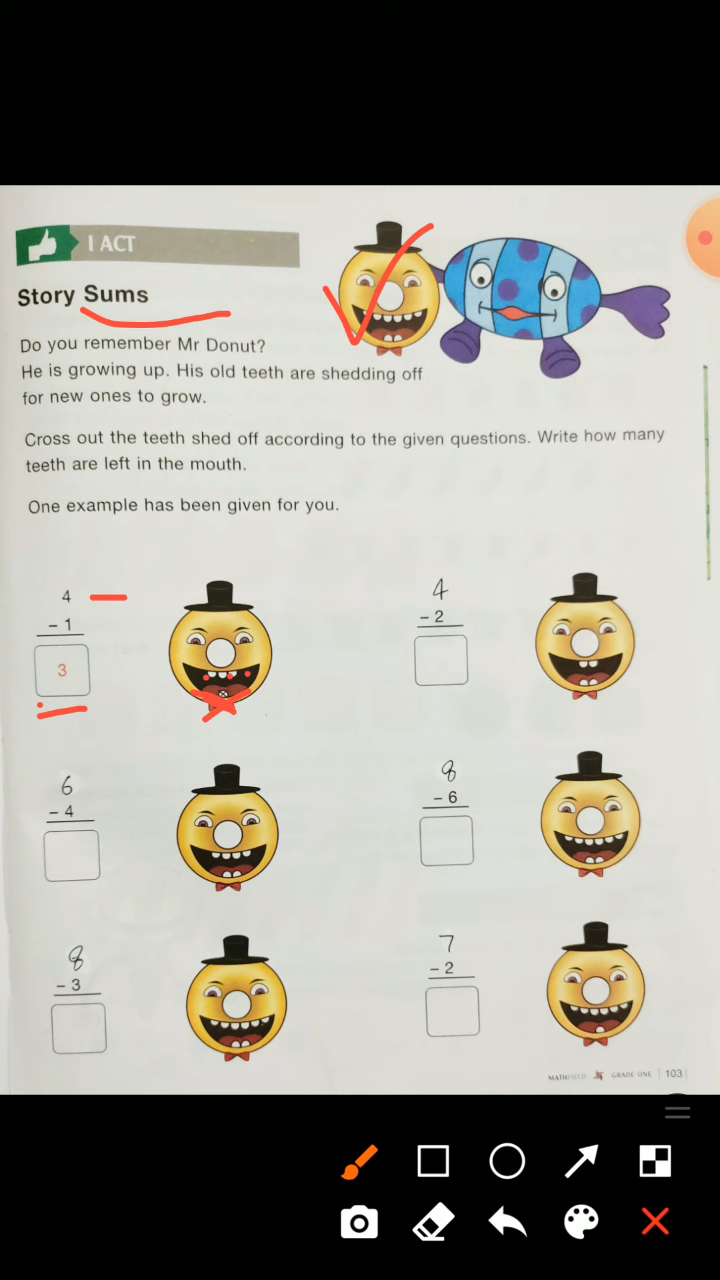 I ACT
Story Sums
Do you remember Mr Donut?
He is growing up. His old teeth are shedding off
for new ones to grow.
Cross out the teeth shed off according to the given questions. Write how many
teeth are left in the mouth.
One example has been given for you.
4
– 1
3
4
– 2
6
– 4
8
– 6
8
– 3
7
– 2
MATHFIELD GRADE ONE | 103 |